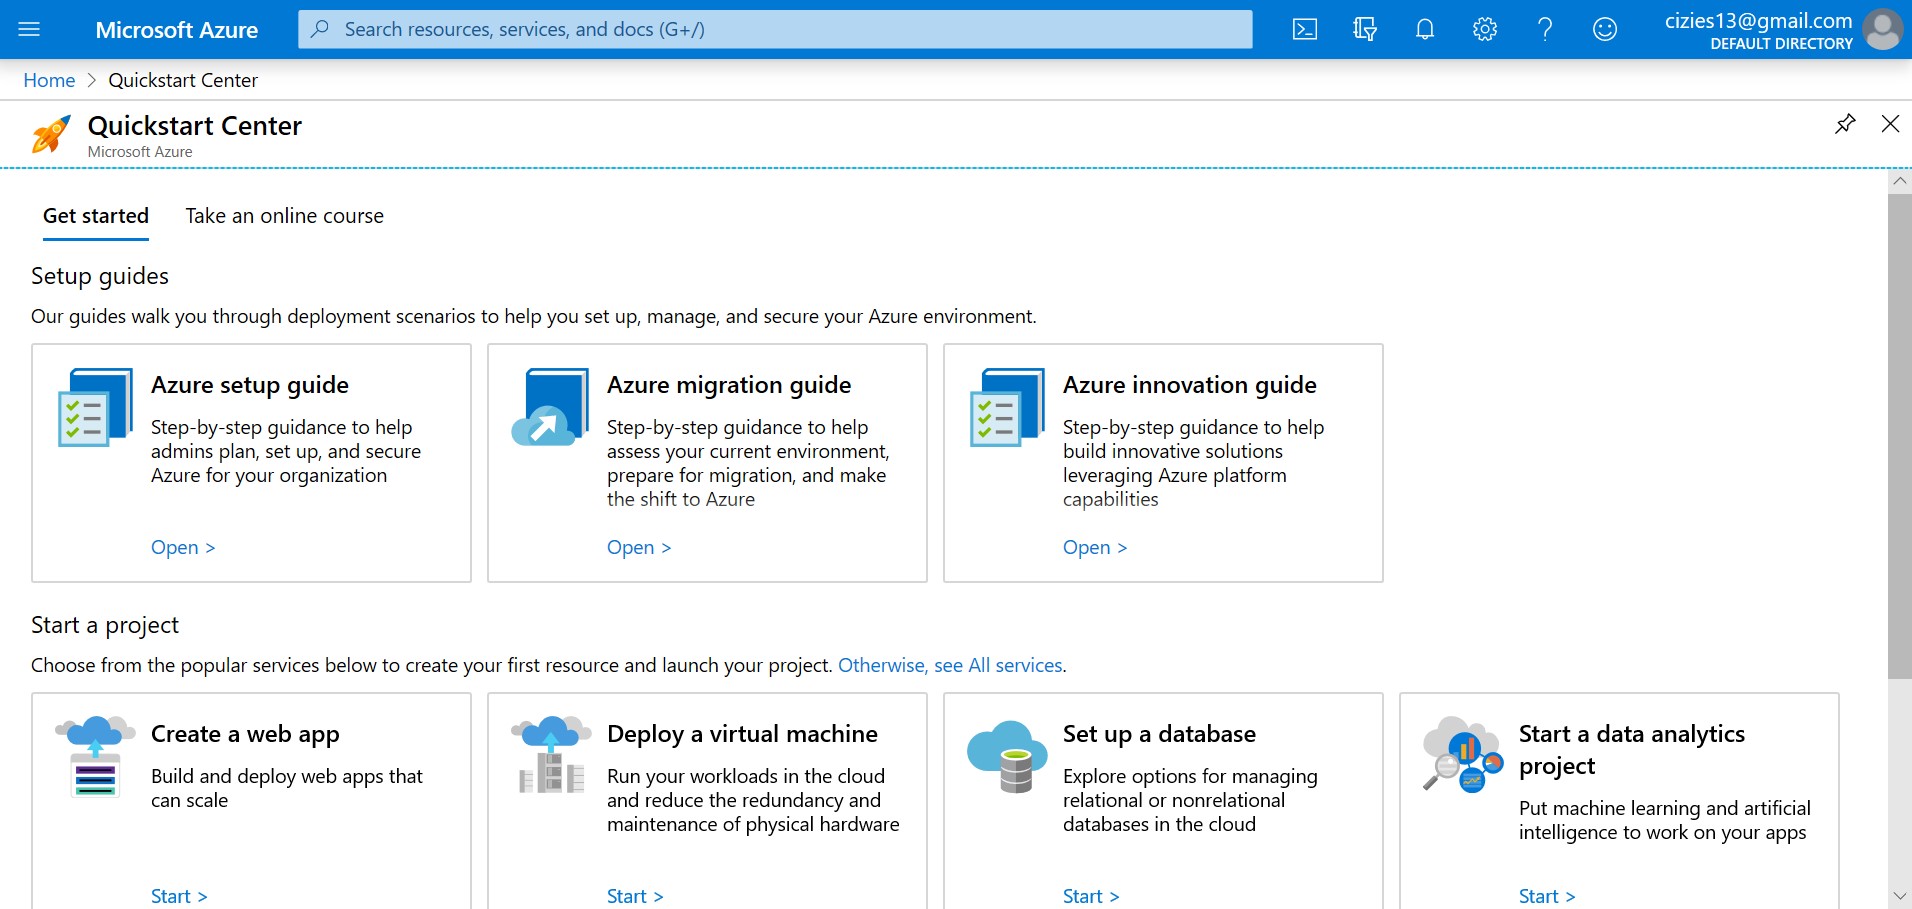 Microsoft Azure
Search resources, services, and docs (G+/)
cizies13@gmail.com
DEFAULT DIRECTORY
Home > Quickstart Center
Quickstart Center
Microsoft Azure
Get started
Take an online course
Setup guides
Our guides walk you through deployment scenarios to help you set up, manage, and secure your Azure environment.
Azure setup guide
Step-by-step guidance to help
admins plan, set up, and secure
Azure for your organization
Open >
Azure migration guide
Step-by-step guidance to help
assess your current environment,
prepare for migration, and make
the shift to Azure
Open >
Azure innovation guide
Step-by-step guidance to help
build innovative solutions
leveraging Azure platform
capabilities
Open >
Start a project
Choose from the popular services below to create your first resource and launch your project. Otherwise, see All services.
Create a web app
Build and deploy web apps that
can scale
Start >
Deploy a virtual machine
Run your workloads in the cloud
and reduce the redundancy and
maintenance of physical hardware
Start >
Set up a database
Explore options for managing
relational or nonrelational
databases in the cloud
Start >
Start a data analytics
project
Put machine learning and artificial
intelligence to work on your apps
Start >